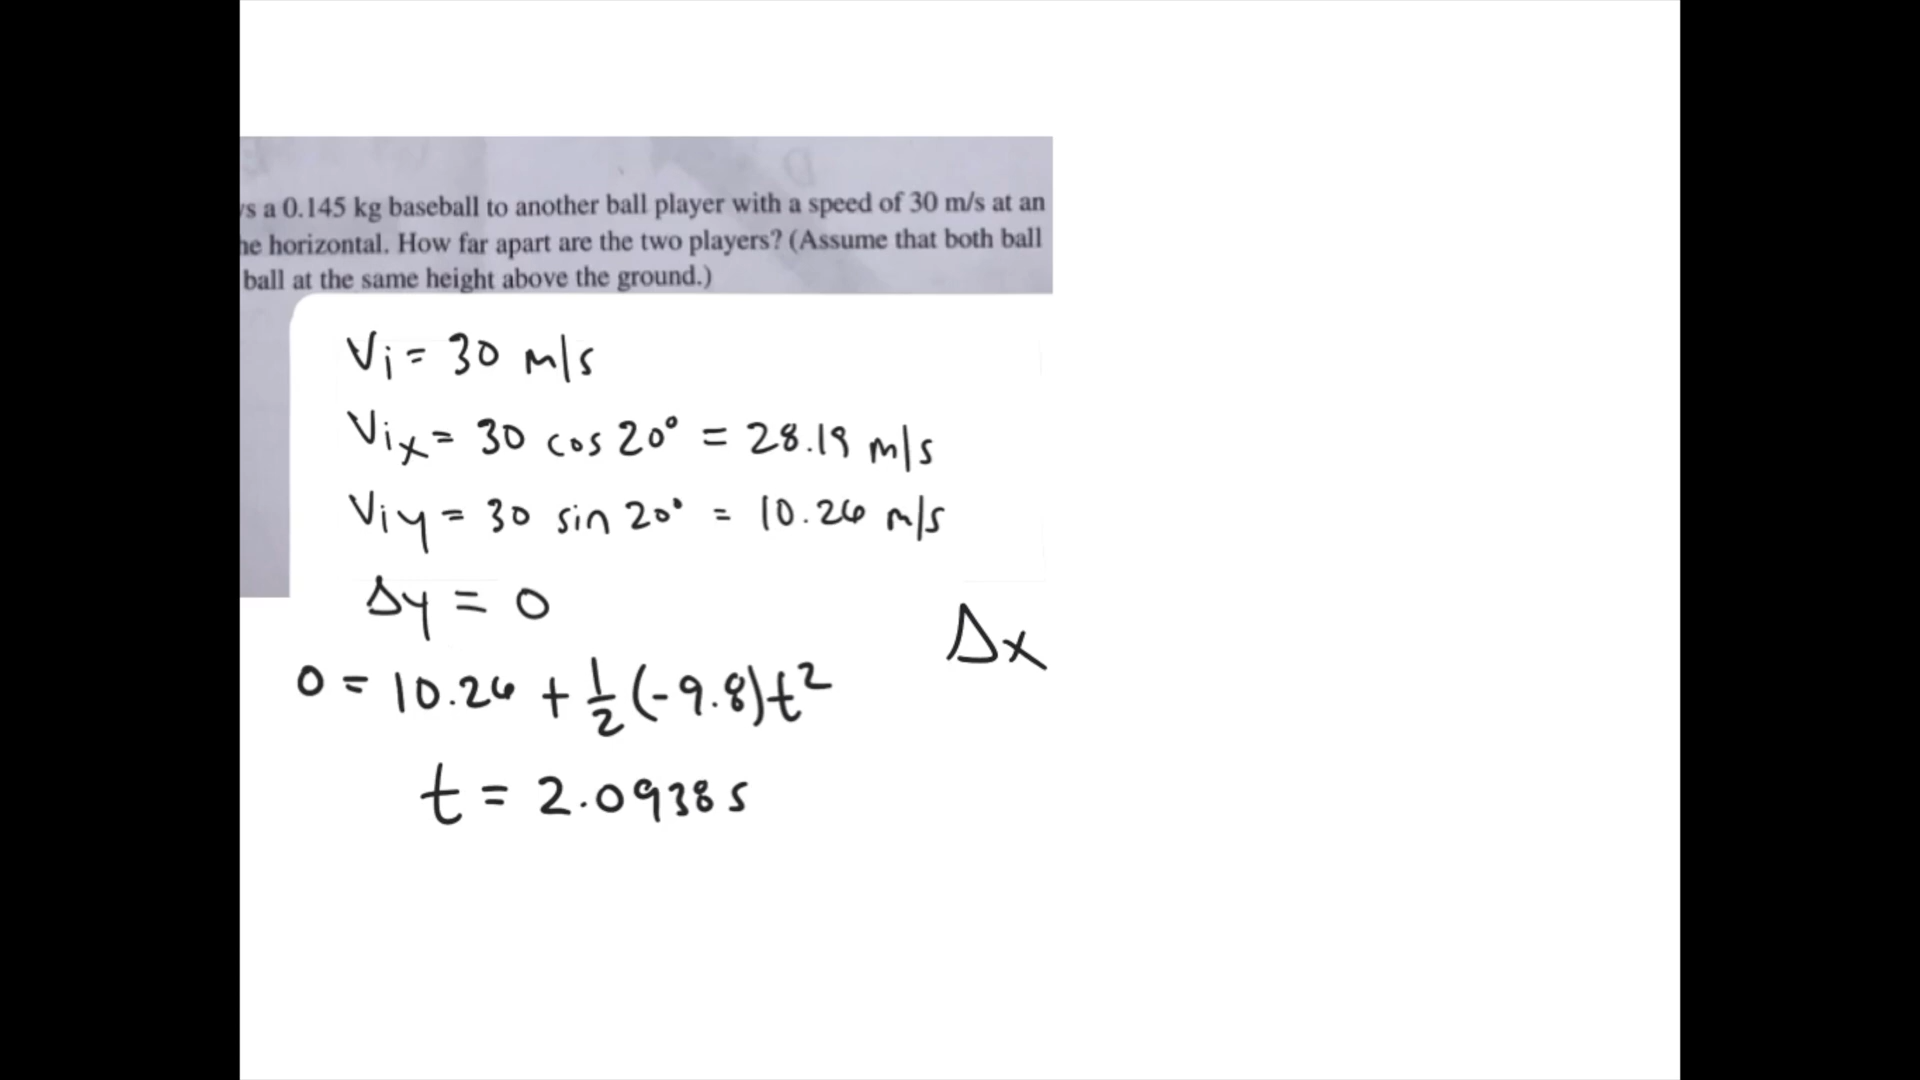 s a 0.145 kg baseball to another ball player with a speed of 30 m/s at an
he horizontal. How far apart are the two players? (Assume that both ball
ball at the same height above the ground.)
Vi = 30 m/s
Vix = 30 cos 20° = 28.19 m/s
Viy = 30 sin 20° = 10.26 m/s
Δy = 0
Δx
0 = 10.26 + 1/2 (-9.8)t²
t = 2.0938 s